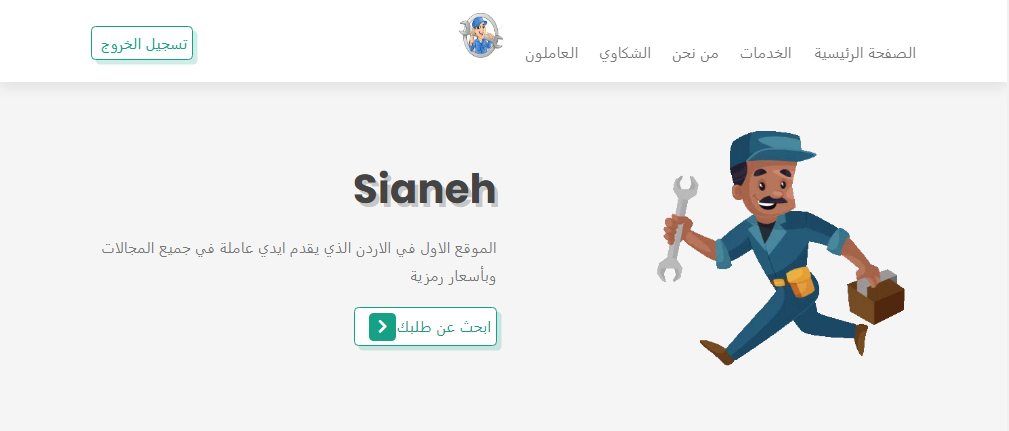 الصفحة الرئيسية
الخدمات
من نحن
الشكاوي
العاملون
تسجيل الخروج
Sianeh
الموقع الاول في الاردن الذي يقدم ايدي عاملة في جميع المجالات
وبأسعار رمزية
ابحث عن طلبك